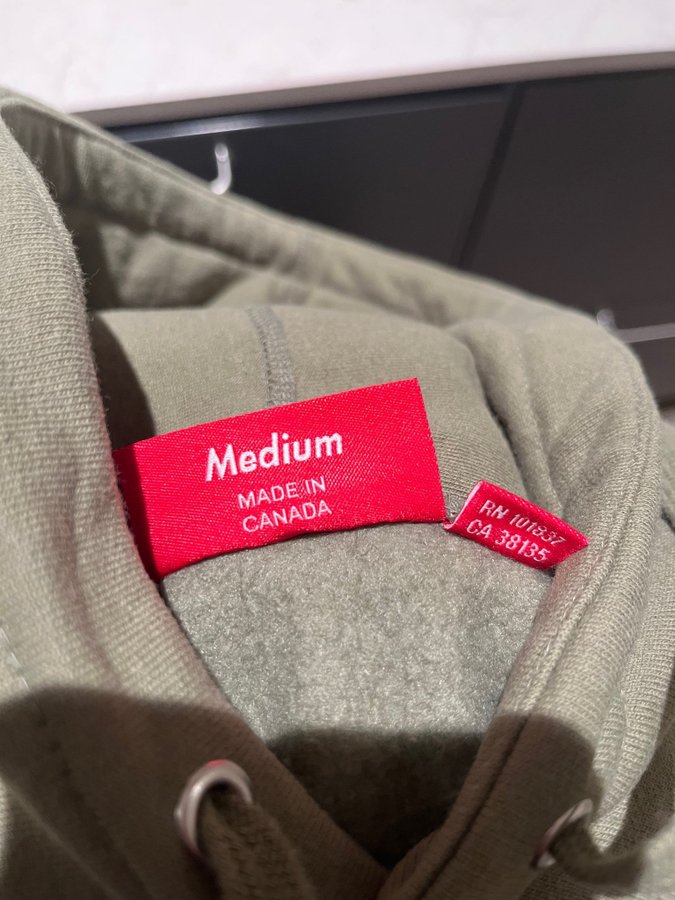 Medium
MADE IN
CANADA
RN 101837
CA 38135